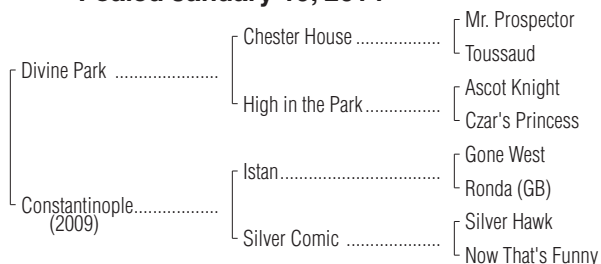 Mr. Prospector
Chester House ..................
Toussaud
Divine Park ......................
Ascot Knight
High in the Park................
Czar's Princess
Gone West
Istan..................................
Ronda (GB)
Constantinople..................
(2009)
Silver Hawk
Silver Comic ....................
Now That's Funny